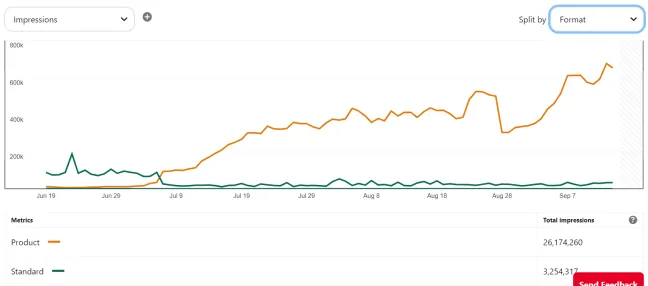 Impressions
Split by Format
800k
600k
400k
200k
Jun 19 Jun 29 Jul 9 Jul 19 Jul 29 Aug 8 Aug 18 Aug 28 Sep 7
Metrics Total impressions ?
Product 26,174,260
Standard 3,254,317
Send Feedback